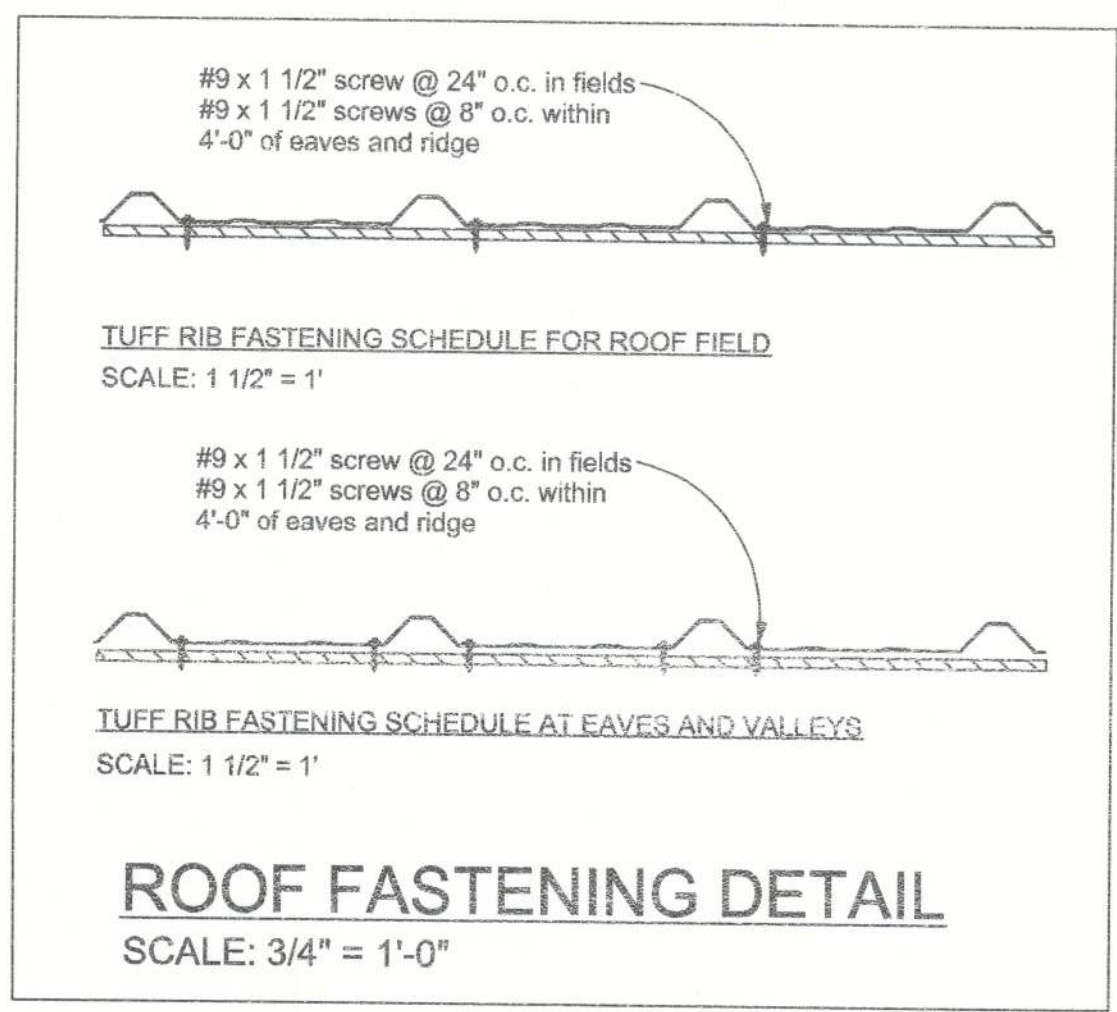 #9 x 1 1/2" screw @ 24" o.c. in fields
#9 x 1 1/2" screws @ 8" o.c. within
4'-0" of eaves and ridge
TUFF RIB FASTENING SCHEDULE FOR ROOF FIELD
SCALE: 1 1/2" = 1'
#9 x 1 1/2" screw @ 24" o.c. in fields
#9 x 1 1/2" screws @ 8" o.c. within
4'-0" of eaves and ridge
TUFF RIB FASTENING SCHEDULE AT EAVES AND VALLEYS
SCALE: 1 1/2" = 1'
ROOF FASTENING DETAIL
SCALE: 3/4" = 1'-0"